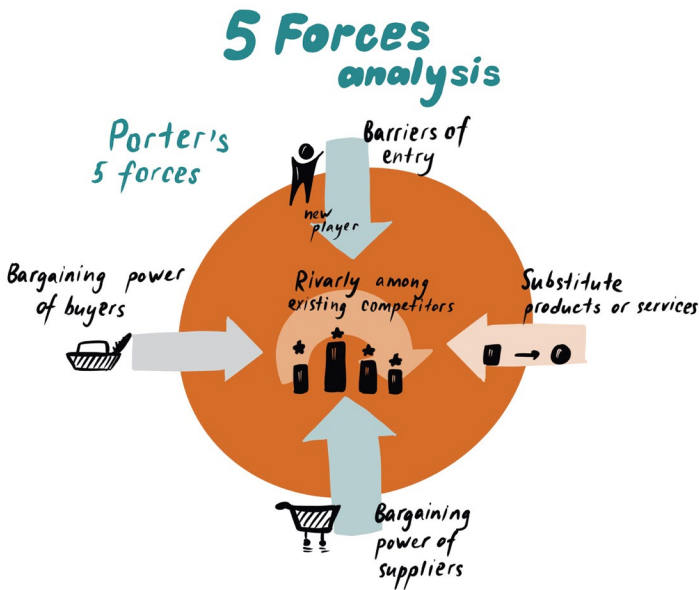 5 Forces
analysis
Porter's
5 forces
Barriers of
entry
new
player
Bargaining power
of buyers
Rivarly among
existing competitors
Substitute
products or services
Bargaining
power of
suppliers